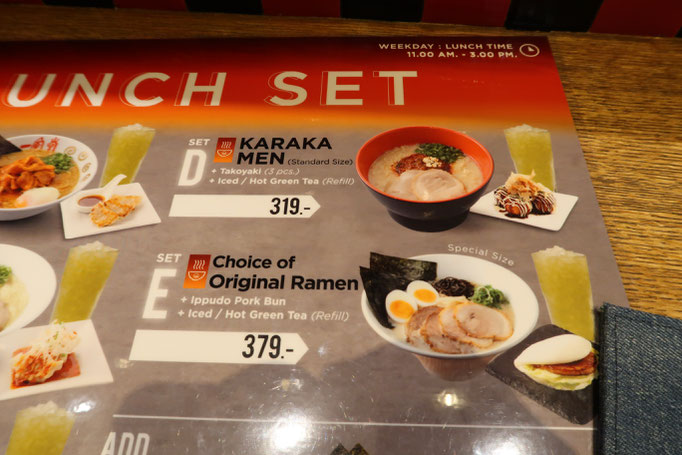 WEEKDAY : LUNCH TIME
11.00 AM. - 3.00 PM.
UNCH SET
SET
D
KARAKA
MEN (Standard Size)
+ Takoyaki (3 pcs.)
+ Iced / Hot Green Tea (Refill)
319.-
SET
E
Choice of
Original Ramen
+ Ippudo Pork Bun
+ Iced / Hot Green Tea (Refill)
379.-
Special Size
ADD